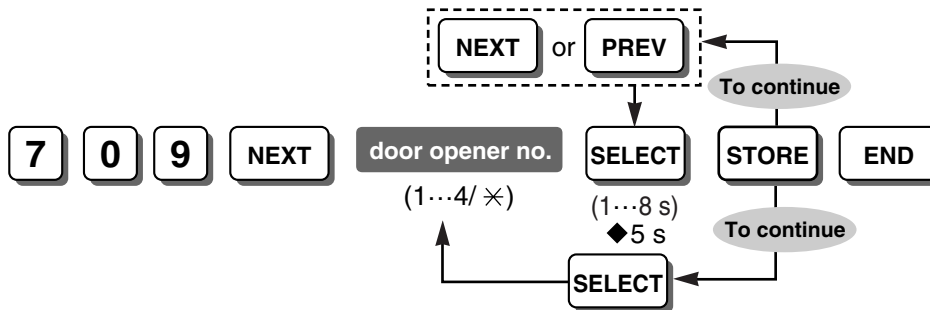 NEXT or PREV
To continue
7 0 9 NEXT door opener no. SELECT STORE END
(1···4/ ✳)
(1···8 s)
◆5 s
To continue
SELECT